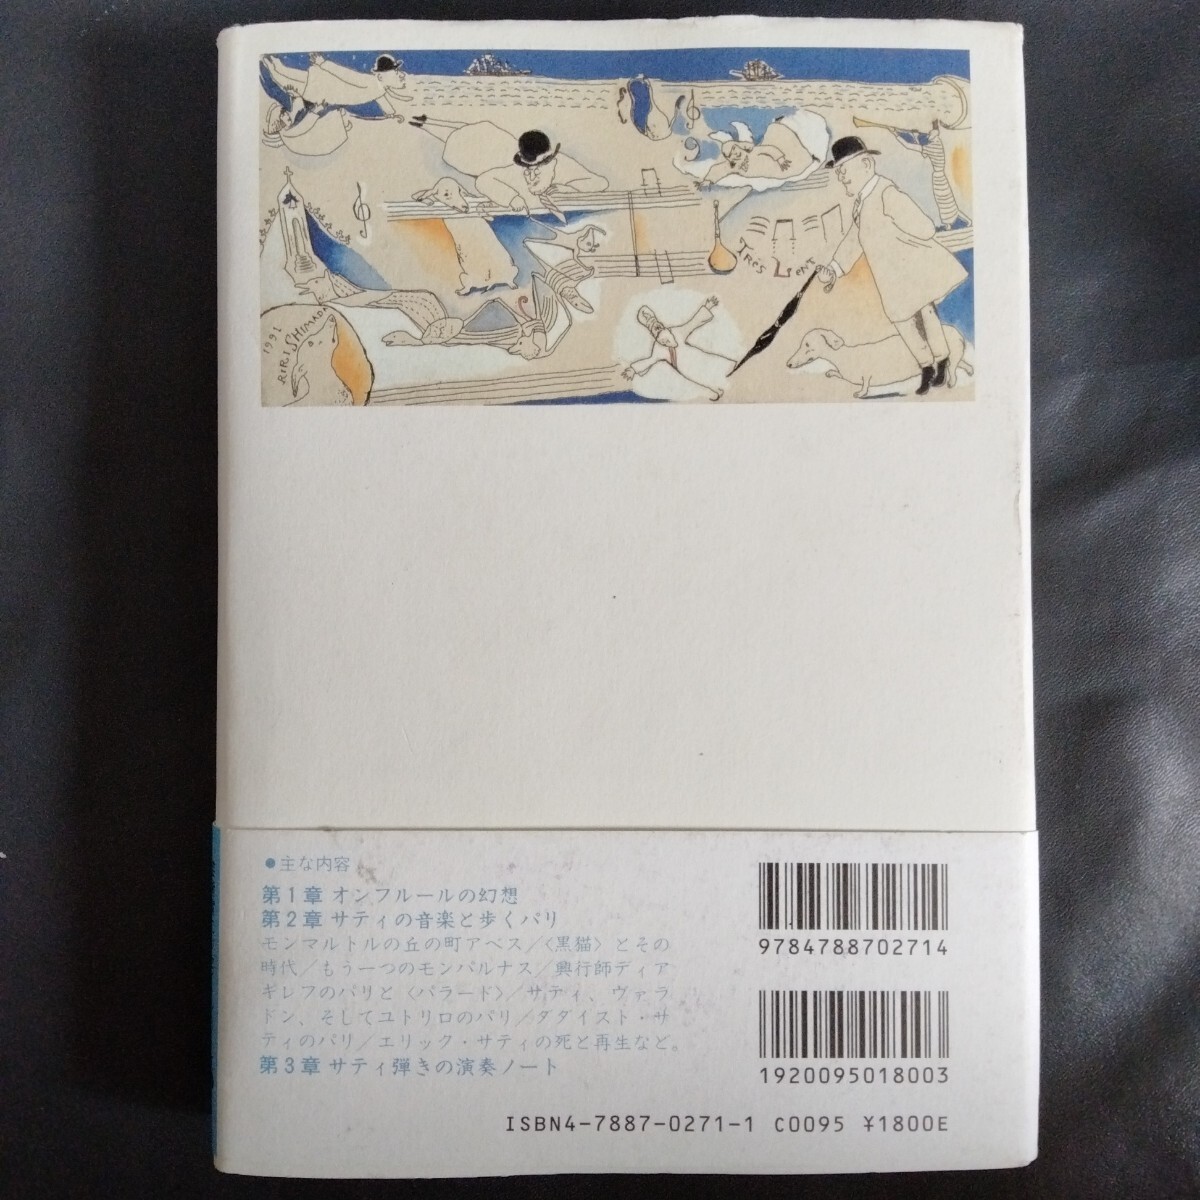 TRÈS LENT
1991
RIRI SHIMADA
●主な内容
第1章 オンフルールの幻想
第2章 サティの音楽と歩くパリ
モンマルトルの丘の町アベス/〈黒猫〉とその
時代/もう一つのモンパルナス/興行師ディア
ギレフのパリと〈パラード〉/サティ、ヴァラ
ドン、そしてユトリロのパリ/ダダイスト・サ
ティのパリ/エリック・サティの死と再生など。
第3章 サティ弾きの演奏ノート
9784788702714
1920095018003
ISBN4-7887-0271-1 C0095 ¥1800E